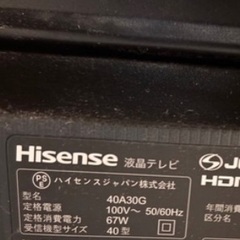 Hisense 液晶テレビ
PS E ハイセンスジャパン株式会社
型名 40A30G
定格電源 100V〜 50/60Hz
定格消費電力 67W
受信機型サイズ 40型
HDM
年間消費
区分名